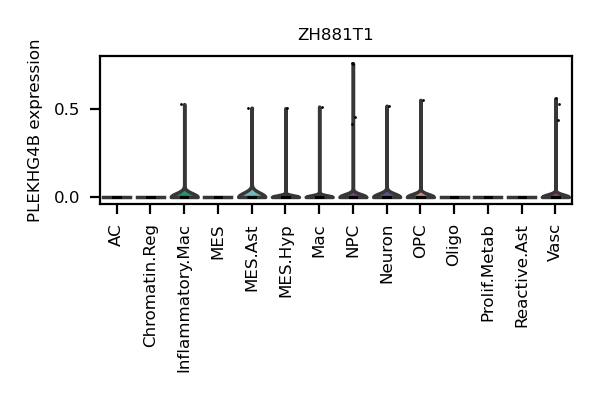 ZH881T1
PLEKHG4B expression
0.5
0.0
AC
Chromatin.Reg
Inflammatory.Mac
MES
MES.Ast
MES.Hyp
Mac
NPC
Neuron
OPC
Oligo
Prolif.Metab
Reactive.Ast
Vasc